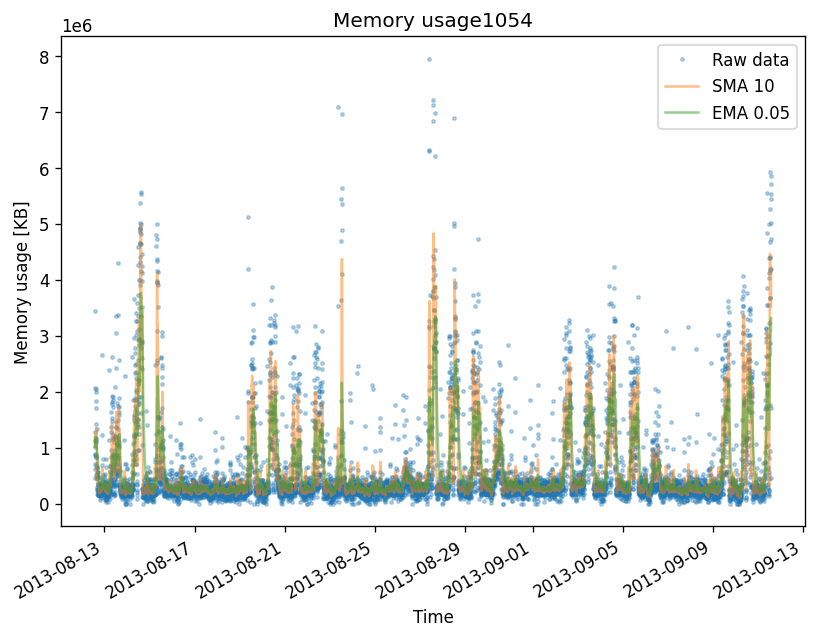 Memory usage1054
1e6
Raw data
SMA 10
EMA 0.05
8
7
6
5
4
3
2
1
0
Memory usage [KB]
2013-08-13
2013-08-17
2013-08-21
2013-08-25
2013-08-29
2013-09-01
2013-09-05
2013-09-09
2013-09-13
Time